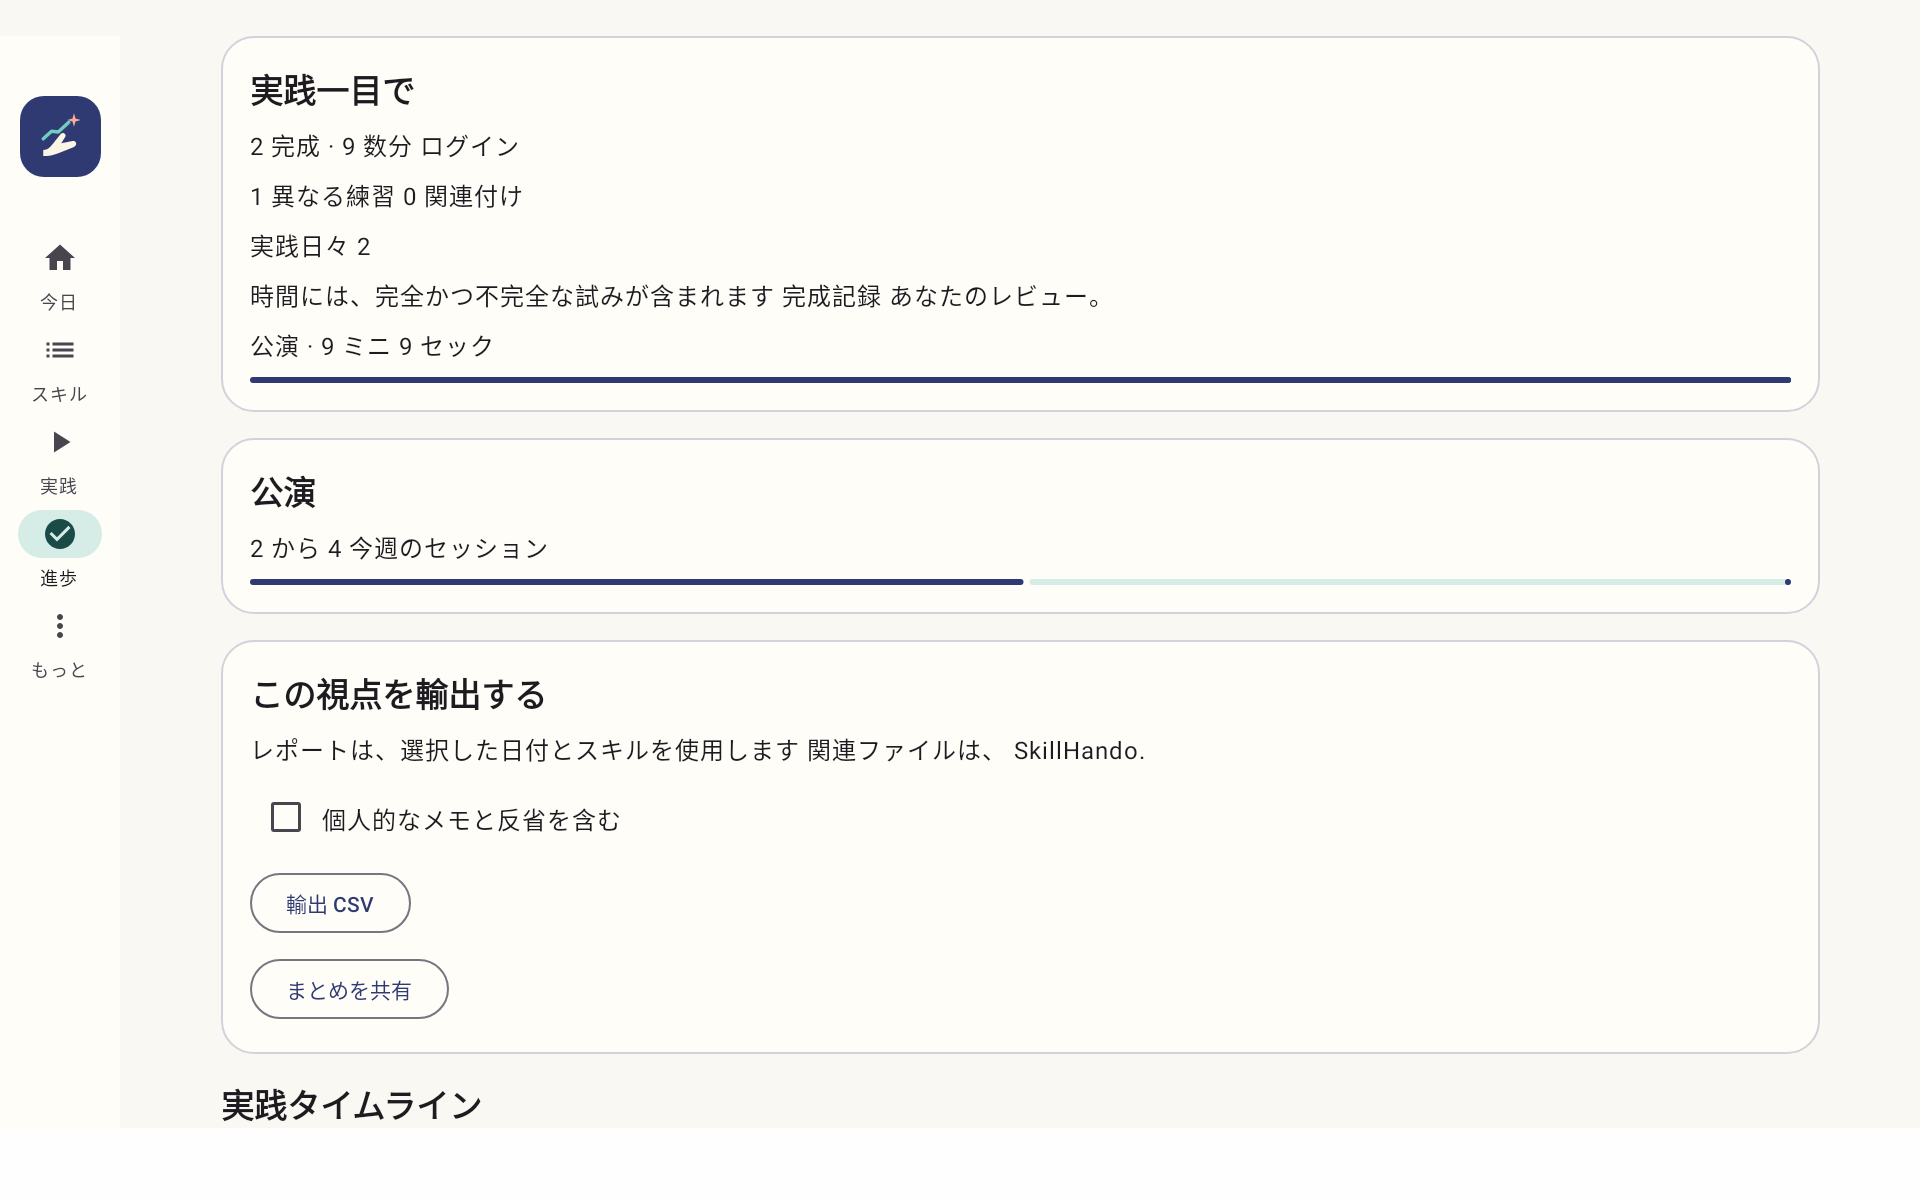 実践一目で
2 完成 · 9 数分 ログイン
1 異なる練習 0 関連付け
実践日々 2
時間には、完全かつ不完全な試みが含まれます 完成記録 あなたのレビュー。
公演 · 9 ミニ 9 セック
今日
スキル
実践
進歩
もっと
公演
2 から 4 今週のセッション
この視点を輸出する
レポートは、選択した日付とスキルを使用します 関連ファイルは、 SkillHando.
個人的なメモと反省を含む
輸出 CSV
まとめを共有
実践タイムライン